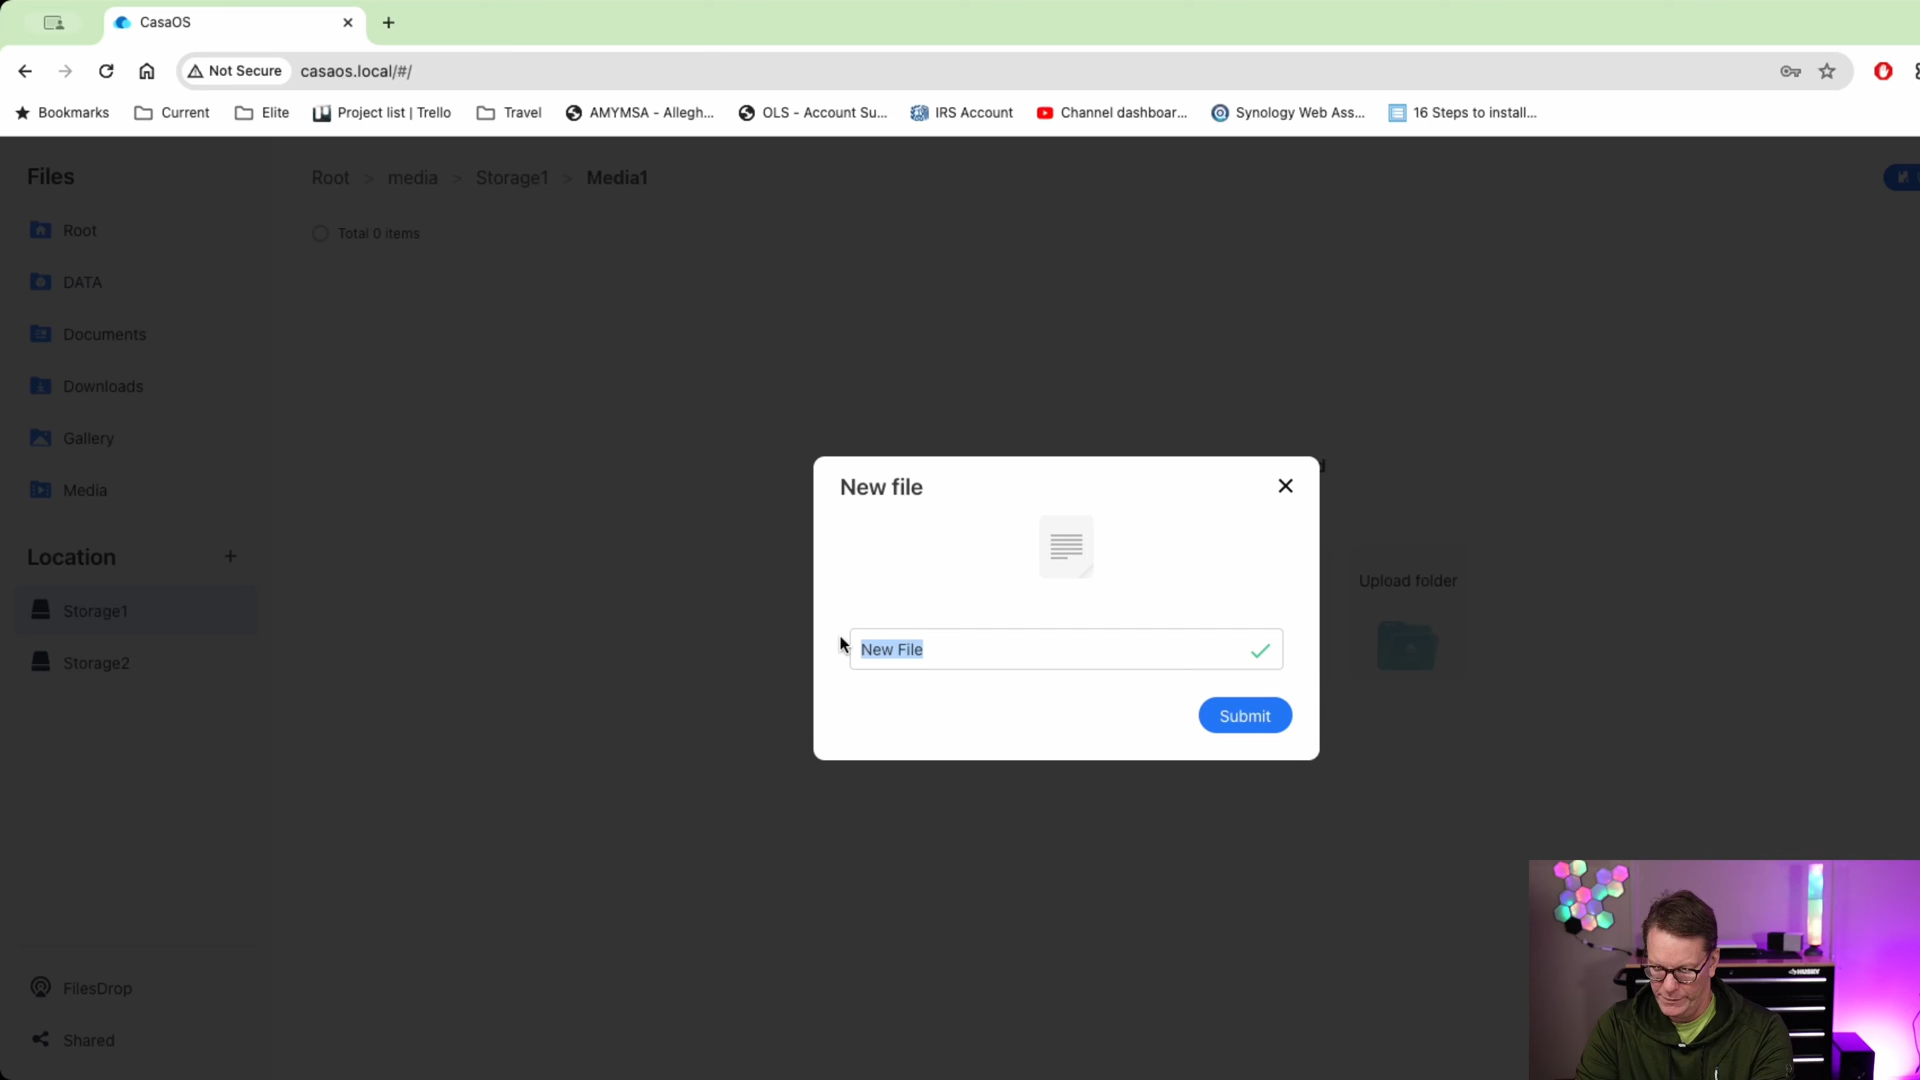 CasaOS
Not Secure
casaos.local/#/
Bookmarks
Current
Elite
Project list | Trello
Travel
AMYMSA - Allegh...
OLS - Account Su...
IRS Account
Channel dashboar...
Synology Web Ass...
16 Steps to install...
Files
Root > media > Storage1 > Media1
Total 0 items
Root
DATA
Documents
Downloads
Gallery
Media
Location +
Storage1
Storage2
New file
New File
Submit
Upload folder
FilesDrop
Shared
HUSKY